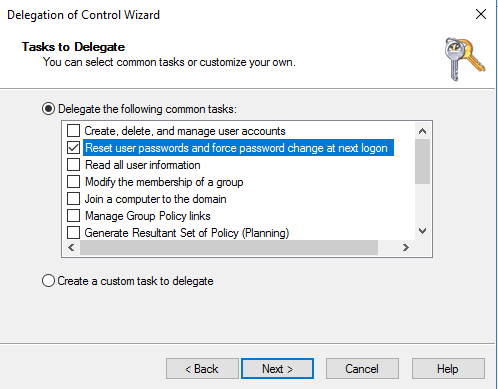 Delegation of Control Wizard
Tasks to Delegate
You can select common tasks or customize your own.
Delegate the following common tasks:
Create, delete, and manage user accounts
Reset user passwords and force password change at next logon
Read all user information
Modify the membership of a group
Join a computer to the domain
Manage Group Policy links
Generate Resultant Set of Policy (Planning)
Create a custom task to delegate
< Back Next > Cancel Help